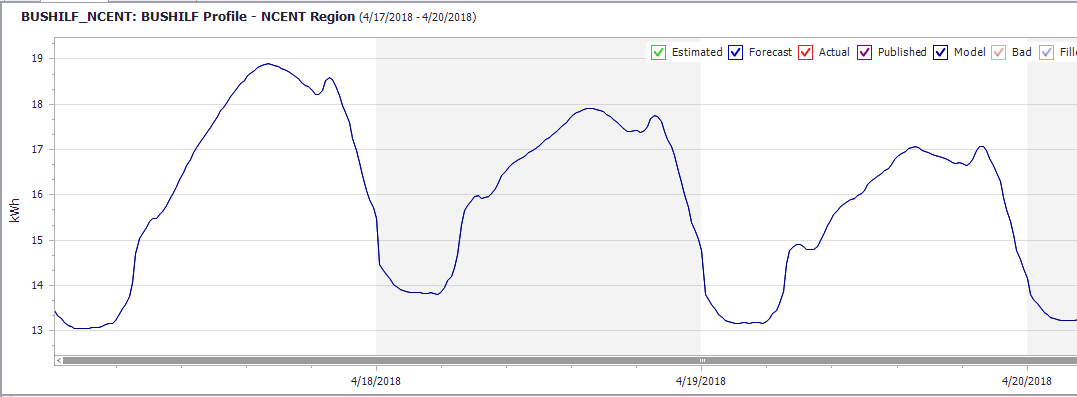 BUSHILF_NCENT: BUSHILF Profile - NCENT Region (4/17/2018 - 4/20/2018)
Estimated Forecast Actual Published Model Bad Fille
19
18
17
16
15
14
13
kWh
4/18/2018 4/19/2018 4/20/2018